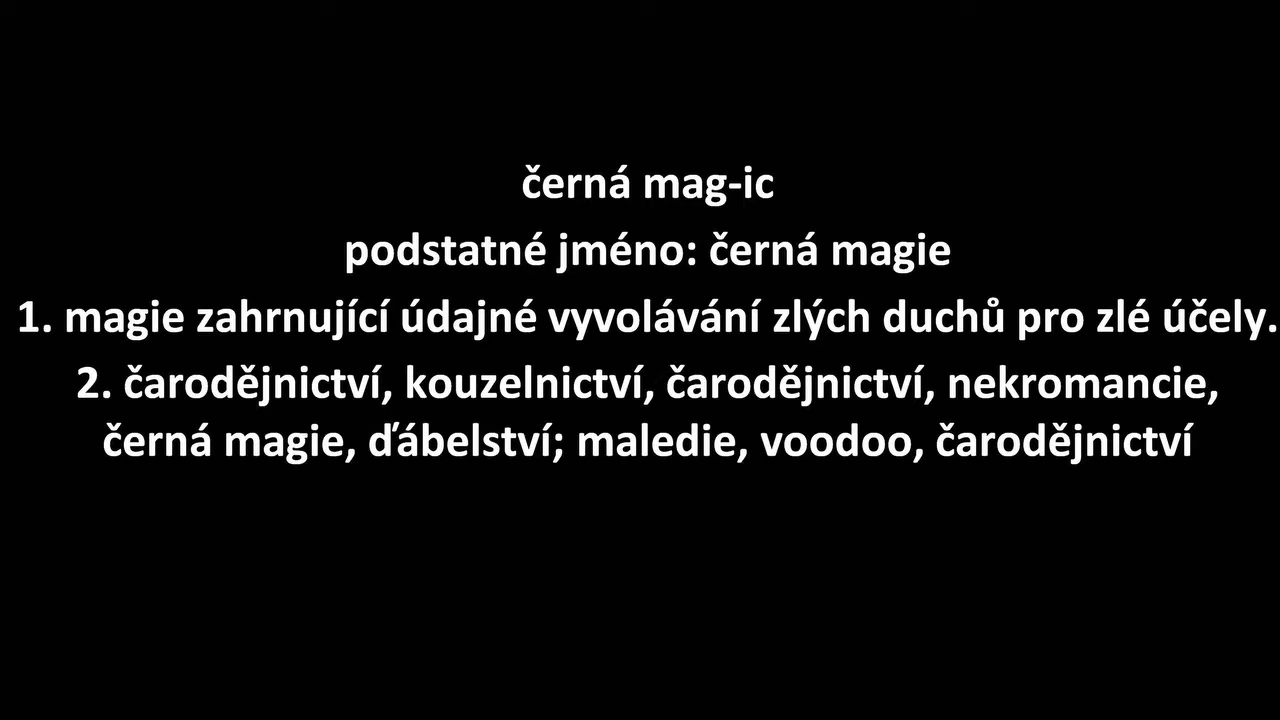 černá mag-ic
podstatné jméno: černá magie
1. magie zahrnující údajné vyvolávání zlých duchů pro zlé účely.
2. čarodějnictví, kouzelnictví, čarodějnictví, nekromancie,
černá magie, ďábelství; maledie, voodoo, čarodějnictví